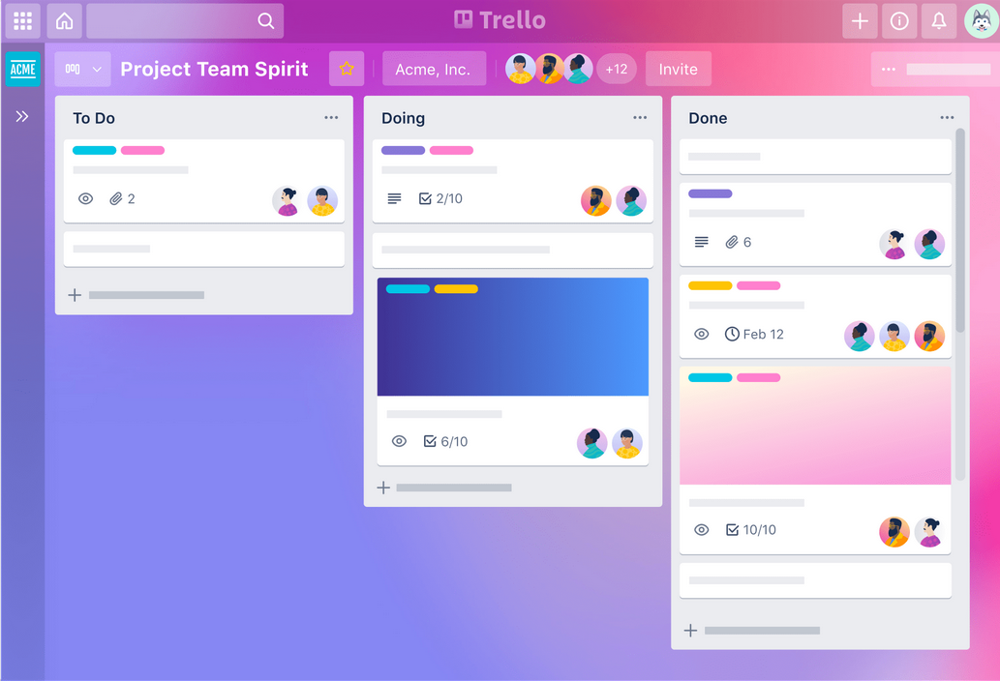 Trello
ACME
Project Team Spirit
Acme, Inc.
+12
Invite
To Do
2
Doing
2/10
6/10
Done
6
Feb 12
10/10